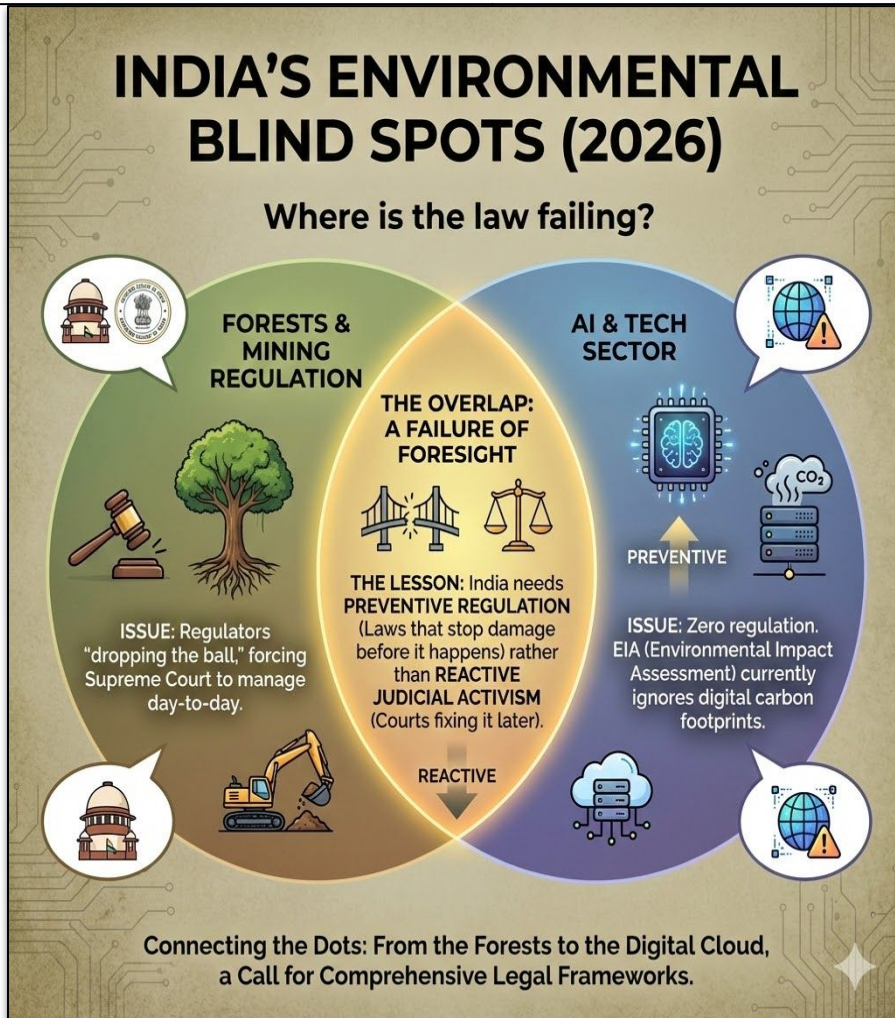 INDIA'S ENVIRONMENTAL
BLIND SPOTS (2026)
Where is the law failing?
FORESTS &
MINING
REGULATION
ISSUE: Regulators
“dropping the ball,” forcing
Supreme Court to manage
day-to-day.
THE OVERLAP:
A FAILURE OF
FORESIGHT
THE LESSON: India needs
PREVENTIVE REGULATION
(Laws that stop damage
before it happens) rather
than REACTIVE
JUDICIAL ACTIVISM
(Courts fixing it later).
REACTIVE
AI & TECH
SECTOR
CO₂
PREVENTIVE
ISSUE: Zero regulation.
EIA (Environmental Impact
Assessment) currently
ignores digital carbon
footprints.
Connecting the Dots: From the Forests to the Digital Cloud,
a Call for Comprehensive Legal Frameworks.